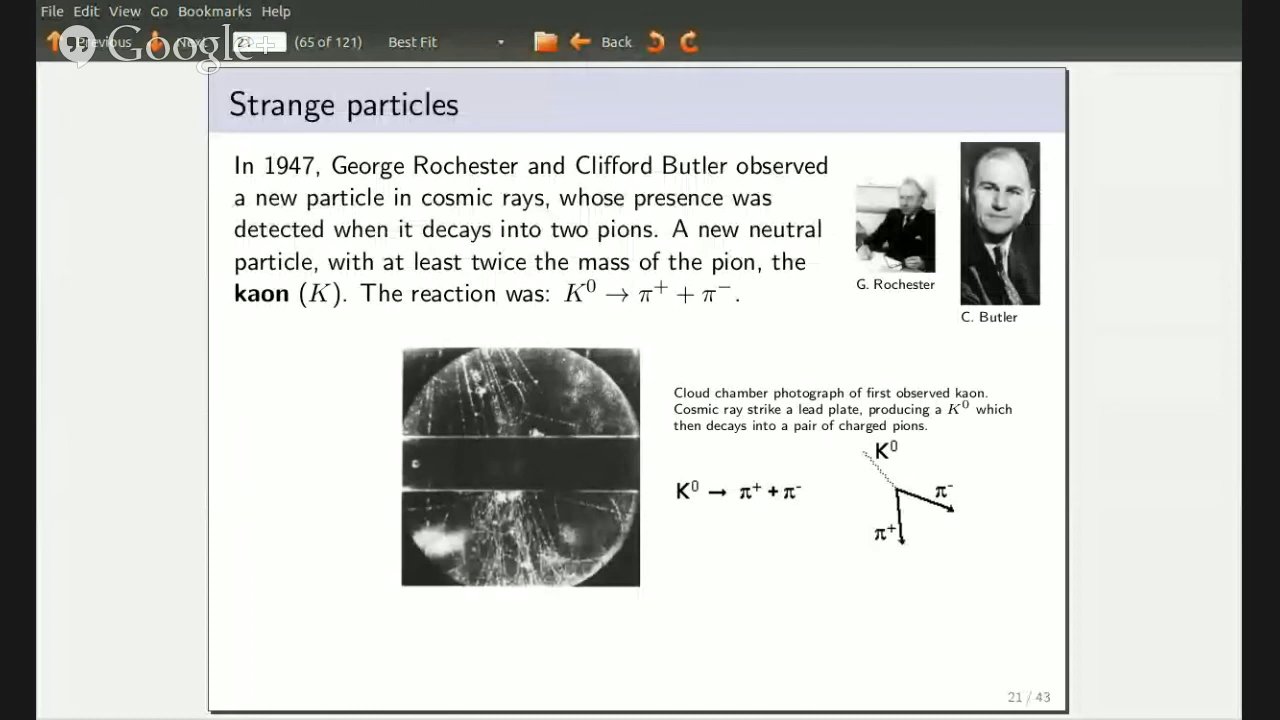 File Edit View Go Bookmarks Help
Previous Next (65 of 121) Best Fit Back
Google+
Strange particles
In 1947, George Rochester and Clifford Butler observed
a new particle in cosmic rays, whose presence was
detected when it decays into two pions. A new neutral
particle, with at least twice the mass of the pion, the
kaon (K). The reaction was: K⁰ → π⁺ + π⁻.
G. Rochester
C. Butler
Cloud chamber photograph of first observed kaon.
Cosmic ray strike a lead plate, producing a K⁰ which
then decays into a pair of charged pions.
K⁰
K⁰ → π⁺ + π⁻
π⁻
π⁺
21 / 43